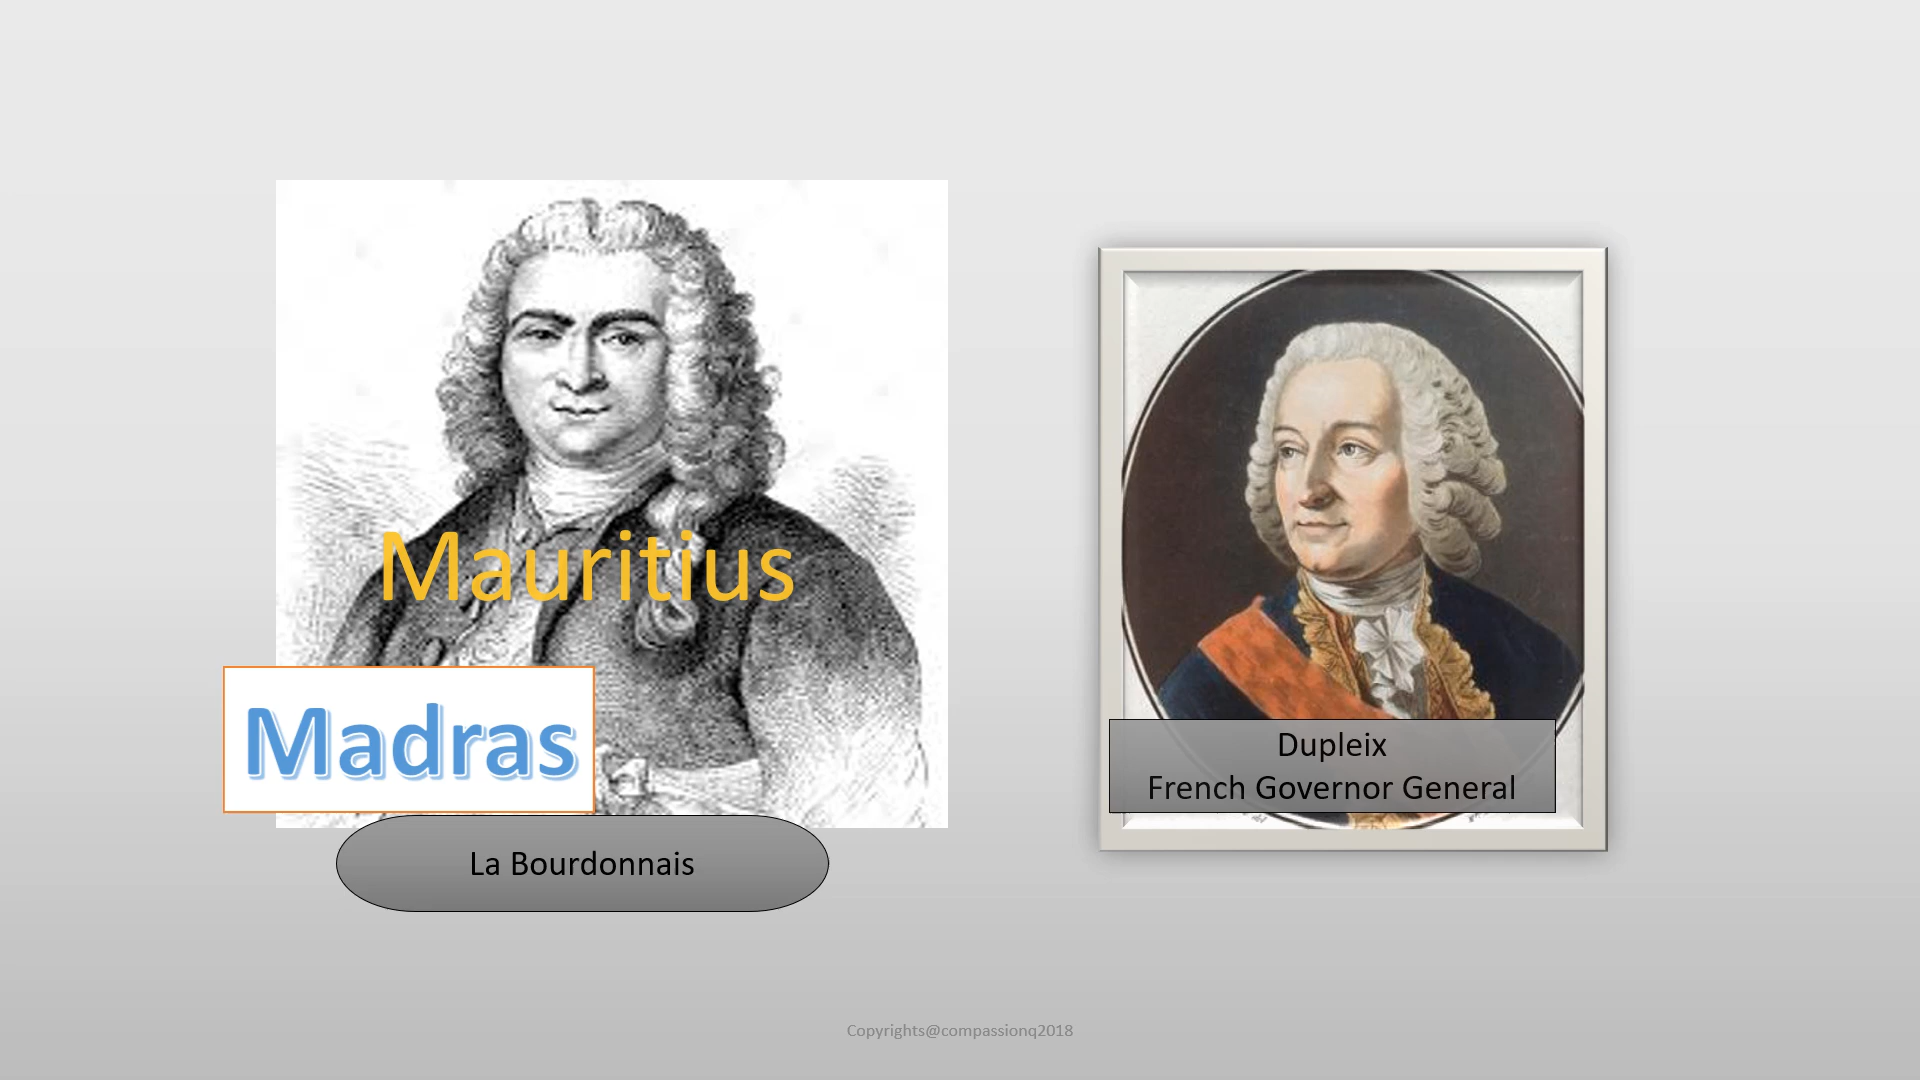 Mauritius
Madras
La Bourdonnais
Dupleix
French Governor General
Copyrights@compassionq2018